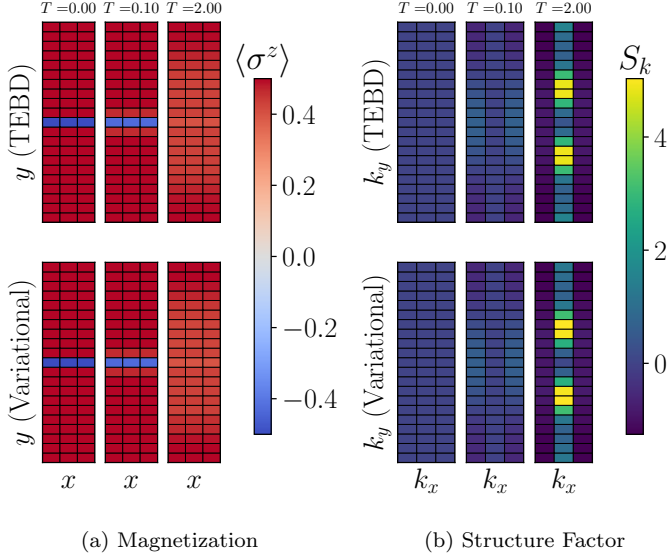 T =0.00 T =0.10 T =2.00
⟨σᶻ⟩
y (TEBD)
0.4
0.2
0.0
−0.2
−0.4
y (Variational)
x x x
(a) Magnetization
T =0.00 T =0.10 T =2.00
S_k
k_y (TEBD)
4
2
0
k_y (Variational)
k_x k_x k_x
(b) Structure Factor